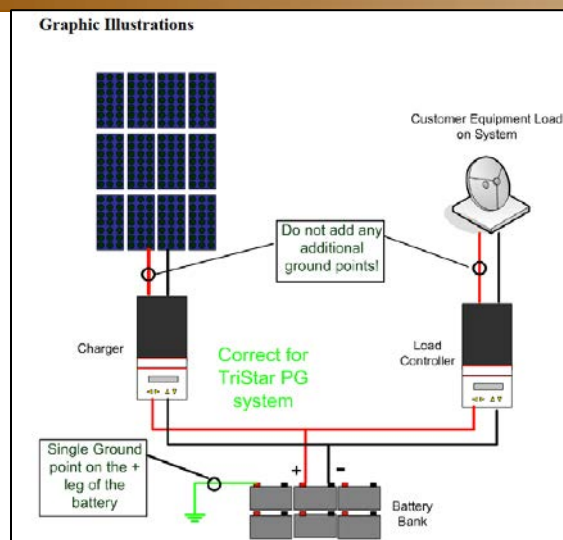 Graphic Illustrations
Customer Equipment Load
on System
Do not add any
additional
ground points!
Charger
Load
Controller
Correct for
TriStar PG
system
Single Ground
point on the +
leg of the
battery
+ -
Battery
Bank